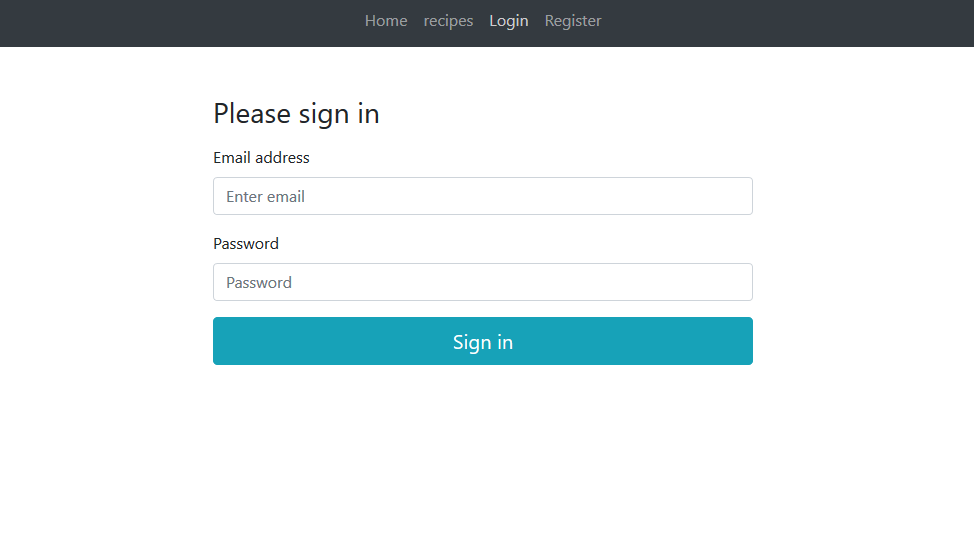 Home recipes Login Register
Please sign in
Email address
Enter email
Password
Password
Sign in